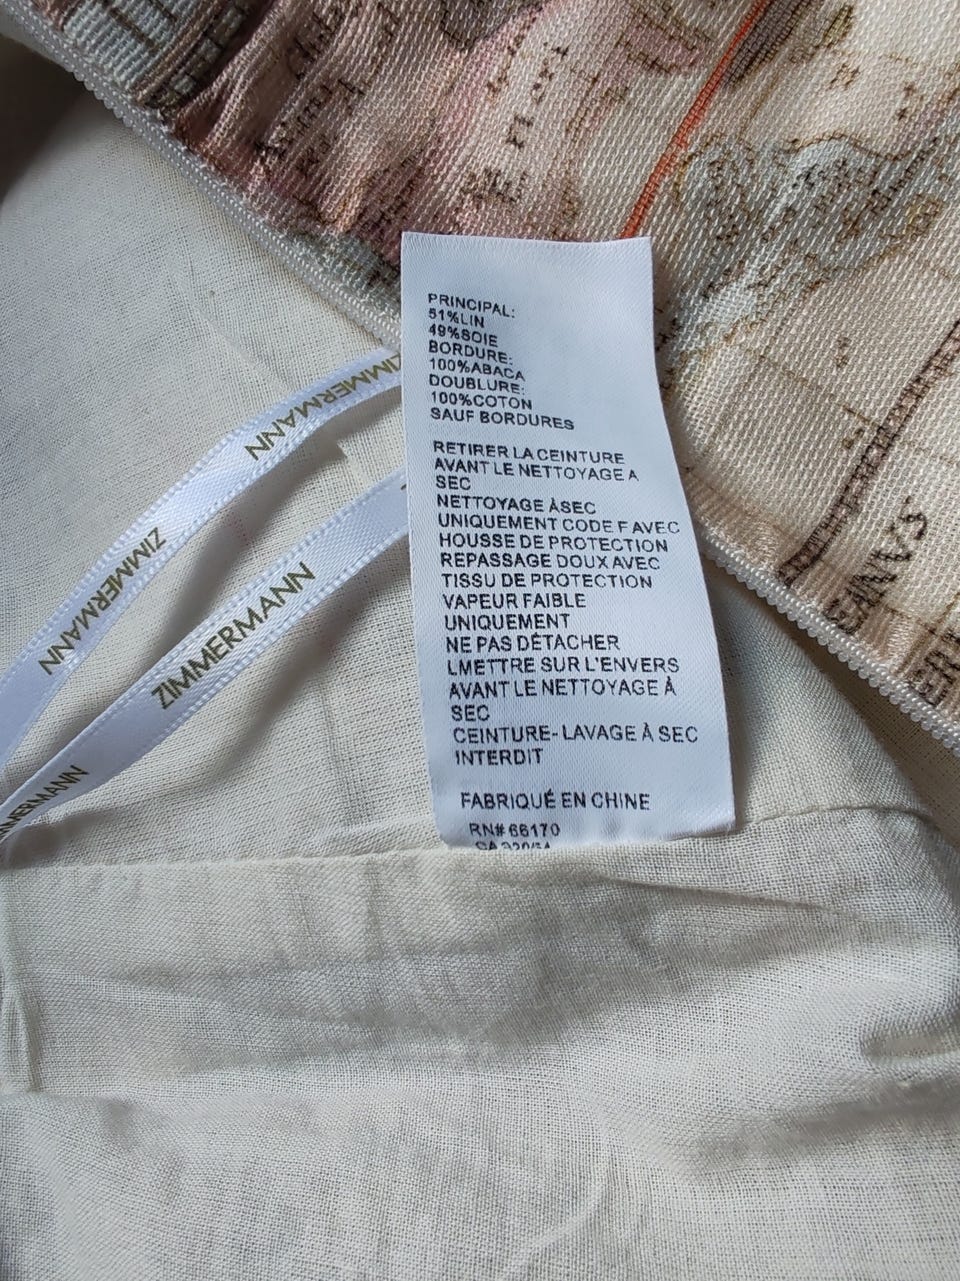 PRINCIPAL:
51%LIN
49%SOIE
BORDURE:
100%ABACA
DOUBLURE:
100%COTON
SAUF BORDURES
RETIRER LA CEINTURE
AVANT LE NETTOYAGE A
SEC
NETTOYAGE ÀSEC
UNIQUEMENT CODE F AVEC
HOUSSE DE PROTECTION
REPASSAGE DOUX AVEC
TISSU DE PROTECTION
VAPEUR FAIBLE
UNIQUEMENT
NE PAS DÉTACHER
LMETTRE SUR L'ENVERS
AVANT LE NETTOYAGE À
SEC
CEINTURE- LAVAGE À SEC
INTERDIT
FABRIQUÉ EN CHINE
RN# 66170
ZIMMERMANN
ZIMMERMANN
ZIMMERMANN